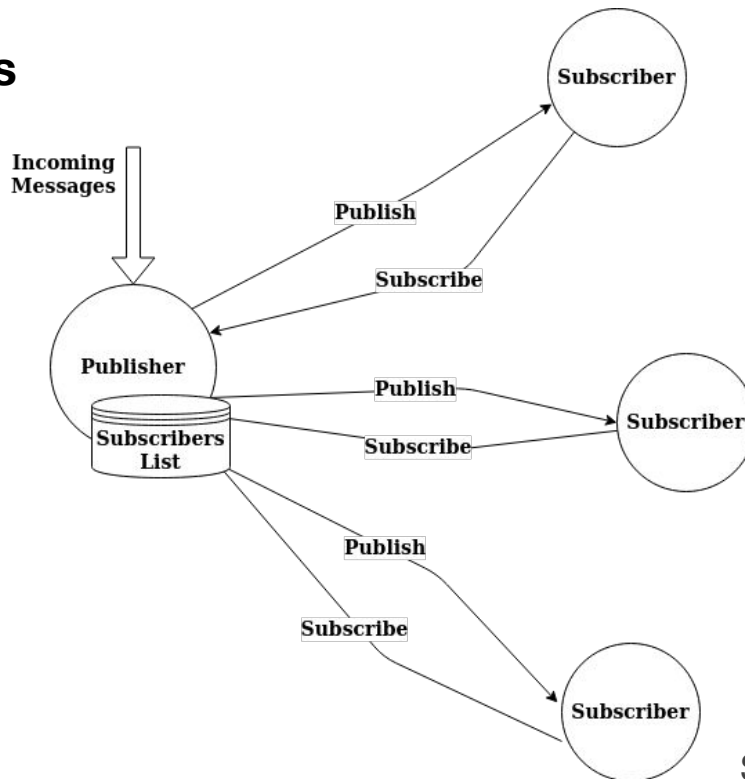 s
Subscriber
Incoming
Messages
Publish
Subscribe
Publisher
Publish
Subscriber
Subscribers
List
Subscribe
Publish
Subscribe
Subscriber